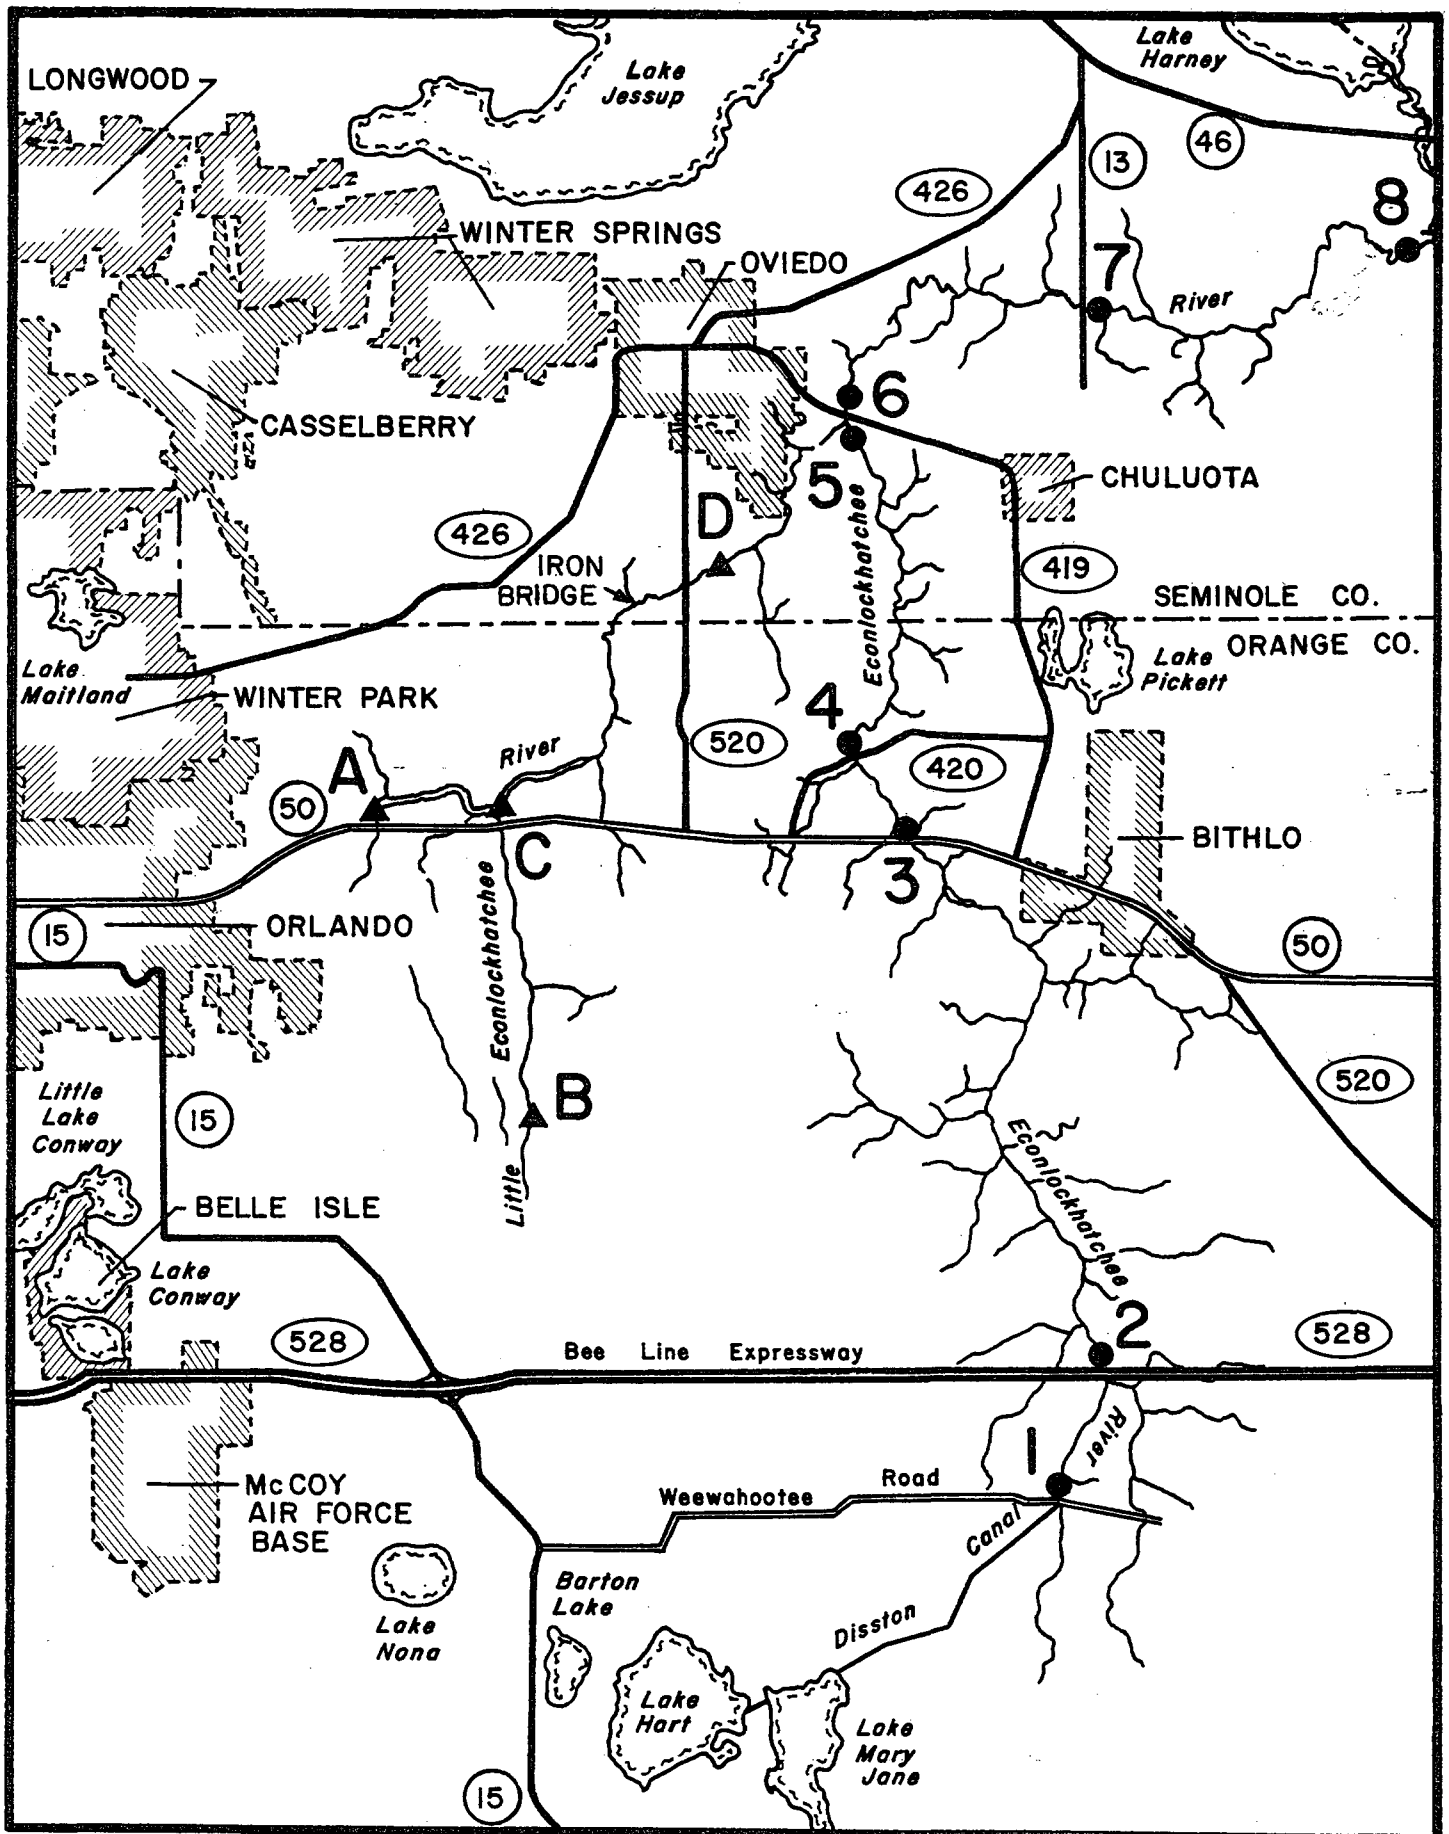 Lake
Harney
LONGWOOD
Lake
Jessup
46
13
426
8
WINTER SPRINGS
OVIEDO
7
River
6
CASSELBERRY
5
CHULUOTA
D
Econlockhatchee
426
IRON
BRIDGE
419
SEMINOLE CO.
ORANGE CO.
Lake
Maitland
Lake
Pickett
WINTER PARK
4
520
River
A
420
50
C
BITHLO
3
Econlockhatchee
ORLANDO
15
50
520
Little
Lake
Conway
15
B
Econlockhatchee
Little
BELLE ISLE
Lake
Conway
528
2
528
Bee Line Expressway
River
1
McCOY
AIR FORCE
BASE
Weewahootee Road
Canal
Disston
Barton
Lake
Lake
Nona
Lake
Hart
Lake
Mary
Jane
15